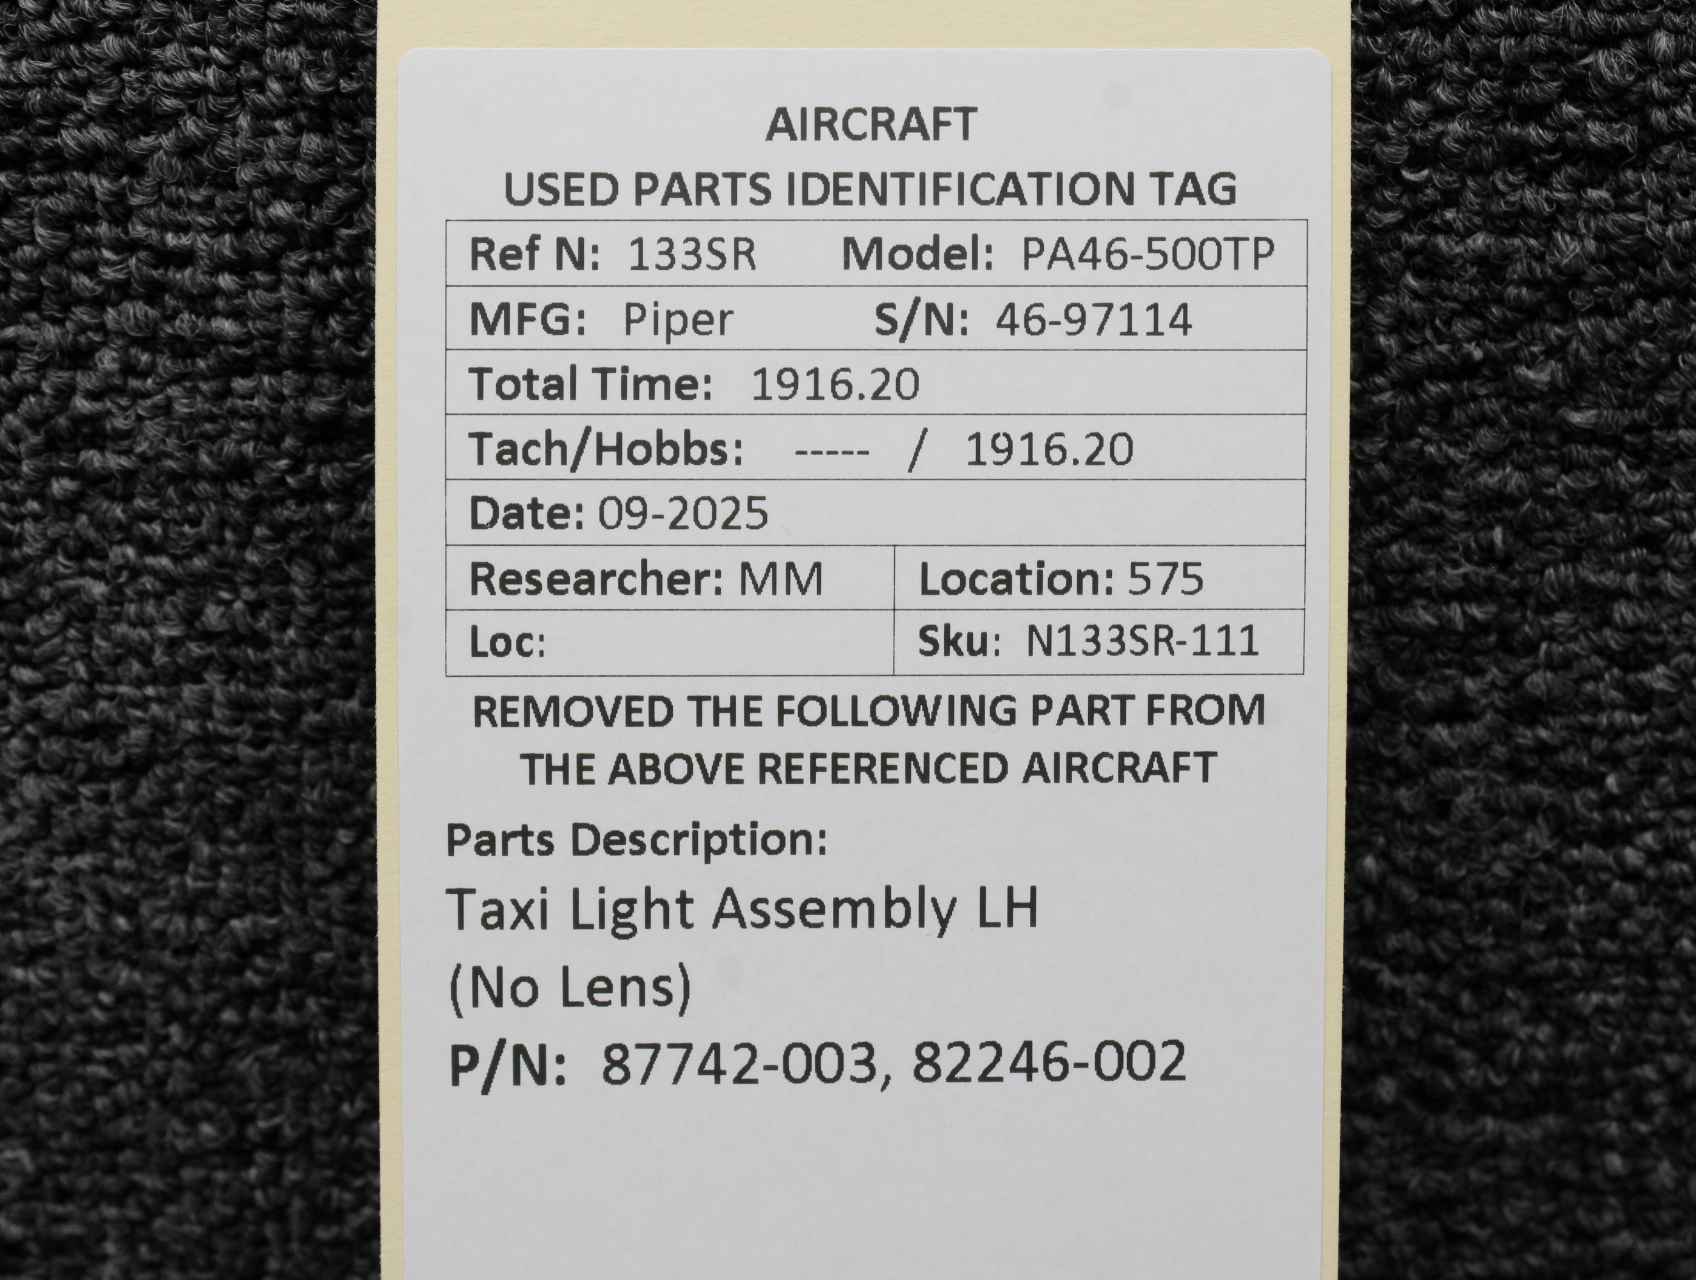 AIRCRAFT
USED PARTS IDENTIFICATION TAG
Ref N: 133SR Model: PA46-500TP
MFG: Piper S/N: 46-97114
Total Time: 1916.20
Tach/Hobbs: ----- / 1916.20
Date: 09-2025
Researcher: MM Location: 575
Loc: Sku: N133SR-111
REMOVED THE FOLLOWING PART FROM
THE ABOVE REFERENCED AIRCRAFT
Parts Description:
Taxi Light Assembly LH
(No Lens)
P/N: 87742-003, 82246-002